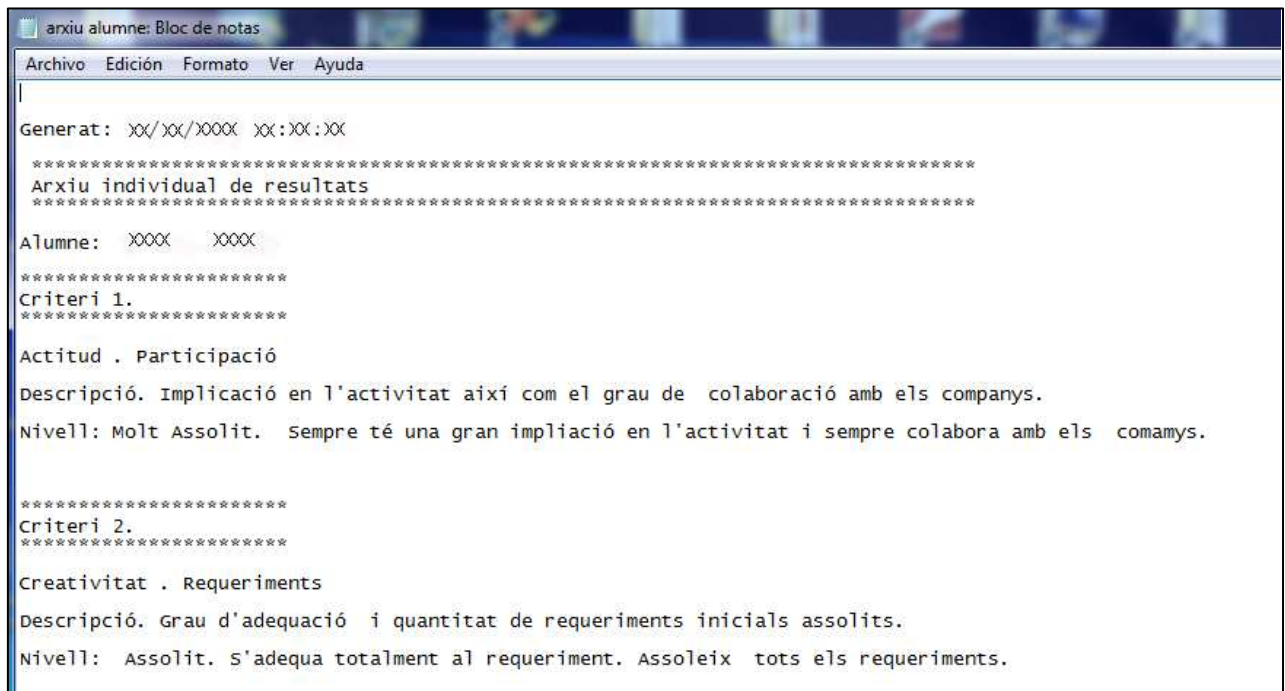 arxiu alumne: Bloc de notas
Archivo Edición Formato Ver Ayuda
Generat: XX/XX/XXXX XX:XX:XX
********************************************************************************
Arxiu individual de resultats
********************************************************************************
Alumne: XXXX XXXX
***********************
Criteri 1.
***********************
Actitud . Participació
Descripció. Implicació en l'activitat així com el grau de colaboració amb els companys.
Nivell: Molt Assolit. Sempre té una gran impliació en l'activitat i sempre colabora amb els comamys.
***********************
Criteri 2.
***********************
Creativitat . Requeriments
Descripció. Grau d'adequació i quantitat de requeriments inicials assolits.
Nivell: Assolit. S'adequa totalment al requeriment. Assoleix tots els requeriments.